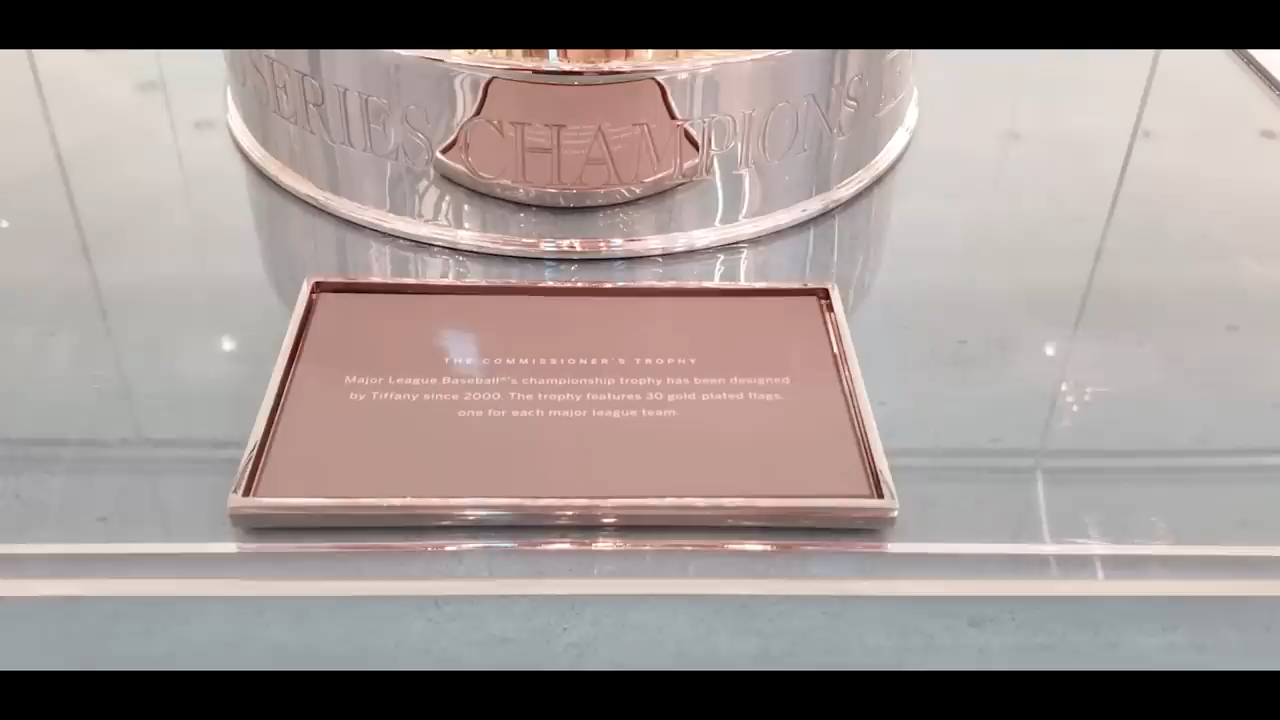 SERIES CHAMPIONS
THE COMMISSIONER'S TROPHY
Major League Baseball®'s championship trophy has been designed
by Tiffany since 2000. The trophy features 30 gold-plated flags,
one for each major league team.